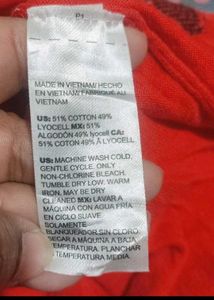 P1
MADE IN VIETNAM/ HECHO
EN VIETNAM/ FABRIQUÉ AU
VIETNAM
US: 51% COTTON 49%
LYOCELL MX: 51%
ALGODÓN 49% LYOCELL CA:
51% COTTON 49% LYOCELL
US: MACHINE WASH COLD,
GENTLE CYCLE. ONLY
NON-CHLORINE BLEACH.
TUMBLE DRY LOW. WARM
IRON, MAY BE DRY
CLEANED MX: LAVAR A
MÁQUINA CON AGUA FRÍA
EN CICLO SUAVE
SOLAMENTE
BLANQUEADOR SIN CLORO.
SECAR A MÁQUINA A BAJA
TEMPERATURA. PLANCHAR
TEMPERATURA MEDIA.